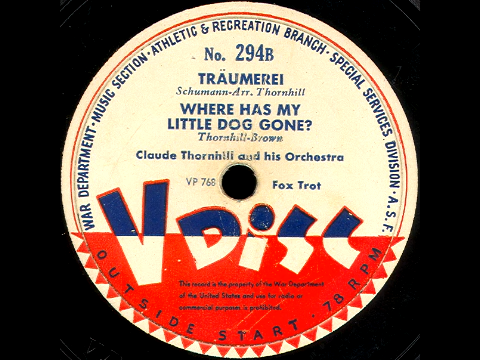 WAR DEPARTMENT · MUSIC SECTION · ATHLETIC & RECREATION BRANCH · SPECIAL SERVICES DIVISION · A.S.F.
No. 294B
TRÄUMEREI
Schumann-Arr. Thornhill
WHERE HAS MY
LITTLE DOG GONE?
Thornhill-Brown
Claude Thornhill and his Orchestra
VP 768 Fox Trot
V DiSC
This record is the property of the War Department
of the United States and use for radio or
commercial purposes is prohibited.
OUTSIDE START · 78 RPM